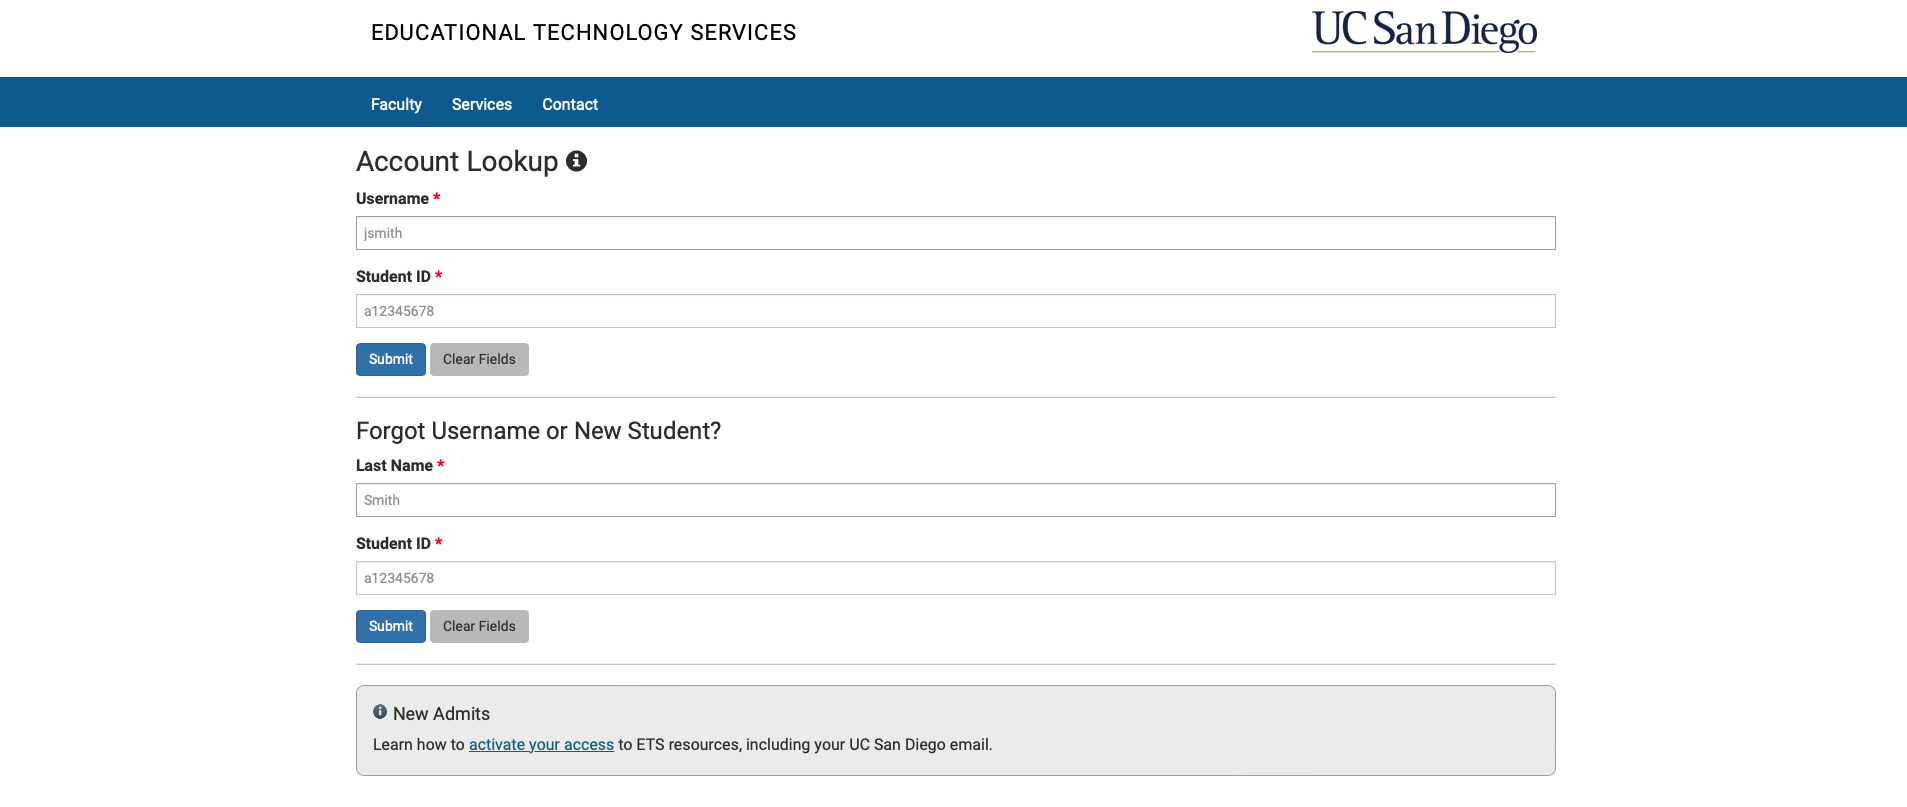 EDUCATIONAL TECHNOLOGY SERVICES
UC San Diego
Faculty Services Contact
Account Lookup
Username *
jsmith
Student ID *
a12345678
Submit Clear Fields
Forgot Username or New Student?
Last Name *
Smith
Student ID *
a12345678
Submit Clear Fields
New Admits
Learn how to activate your access to ETS resources, including your UC San Diego email.